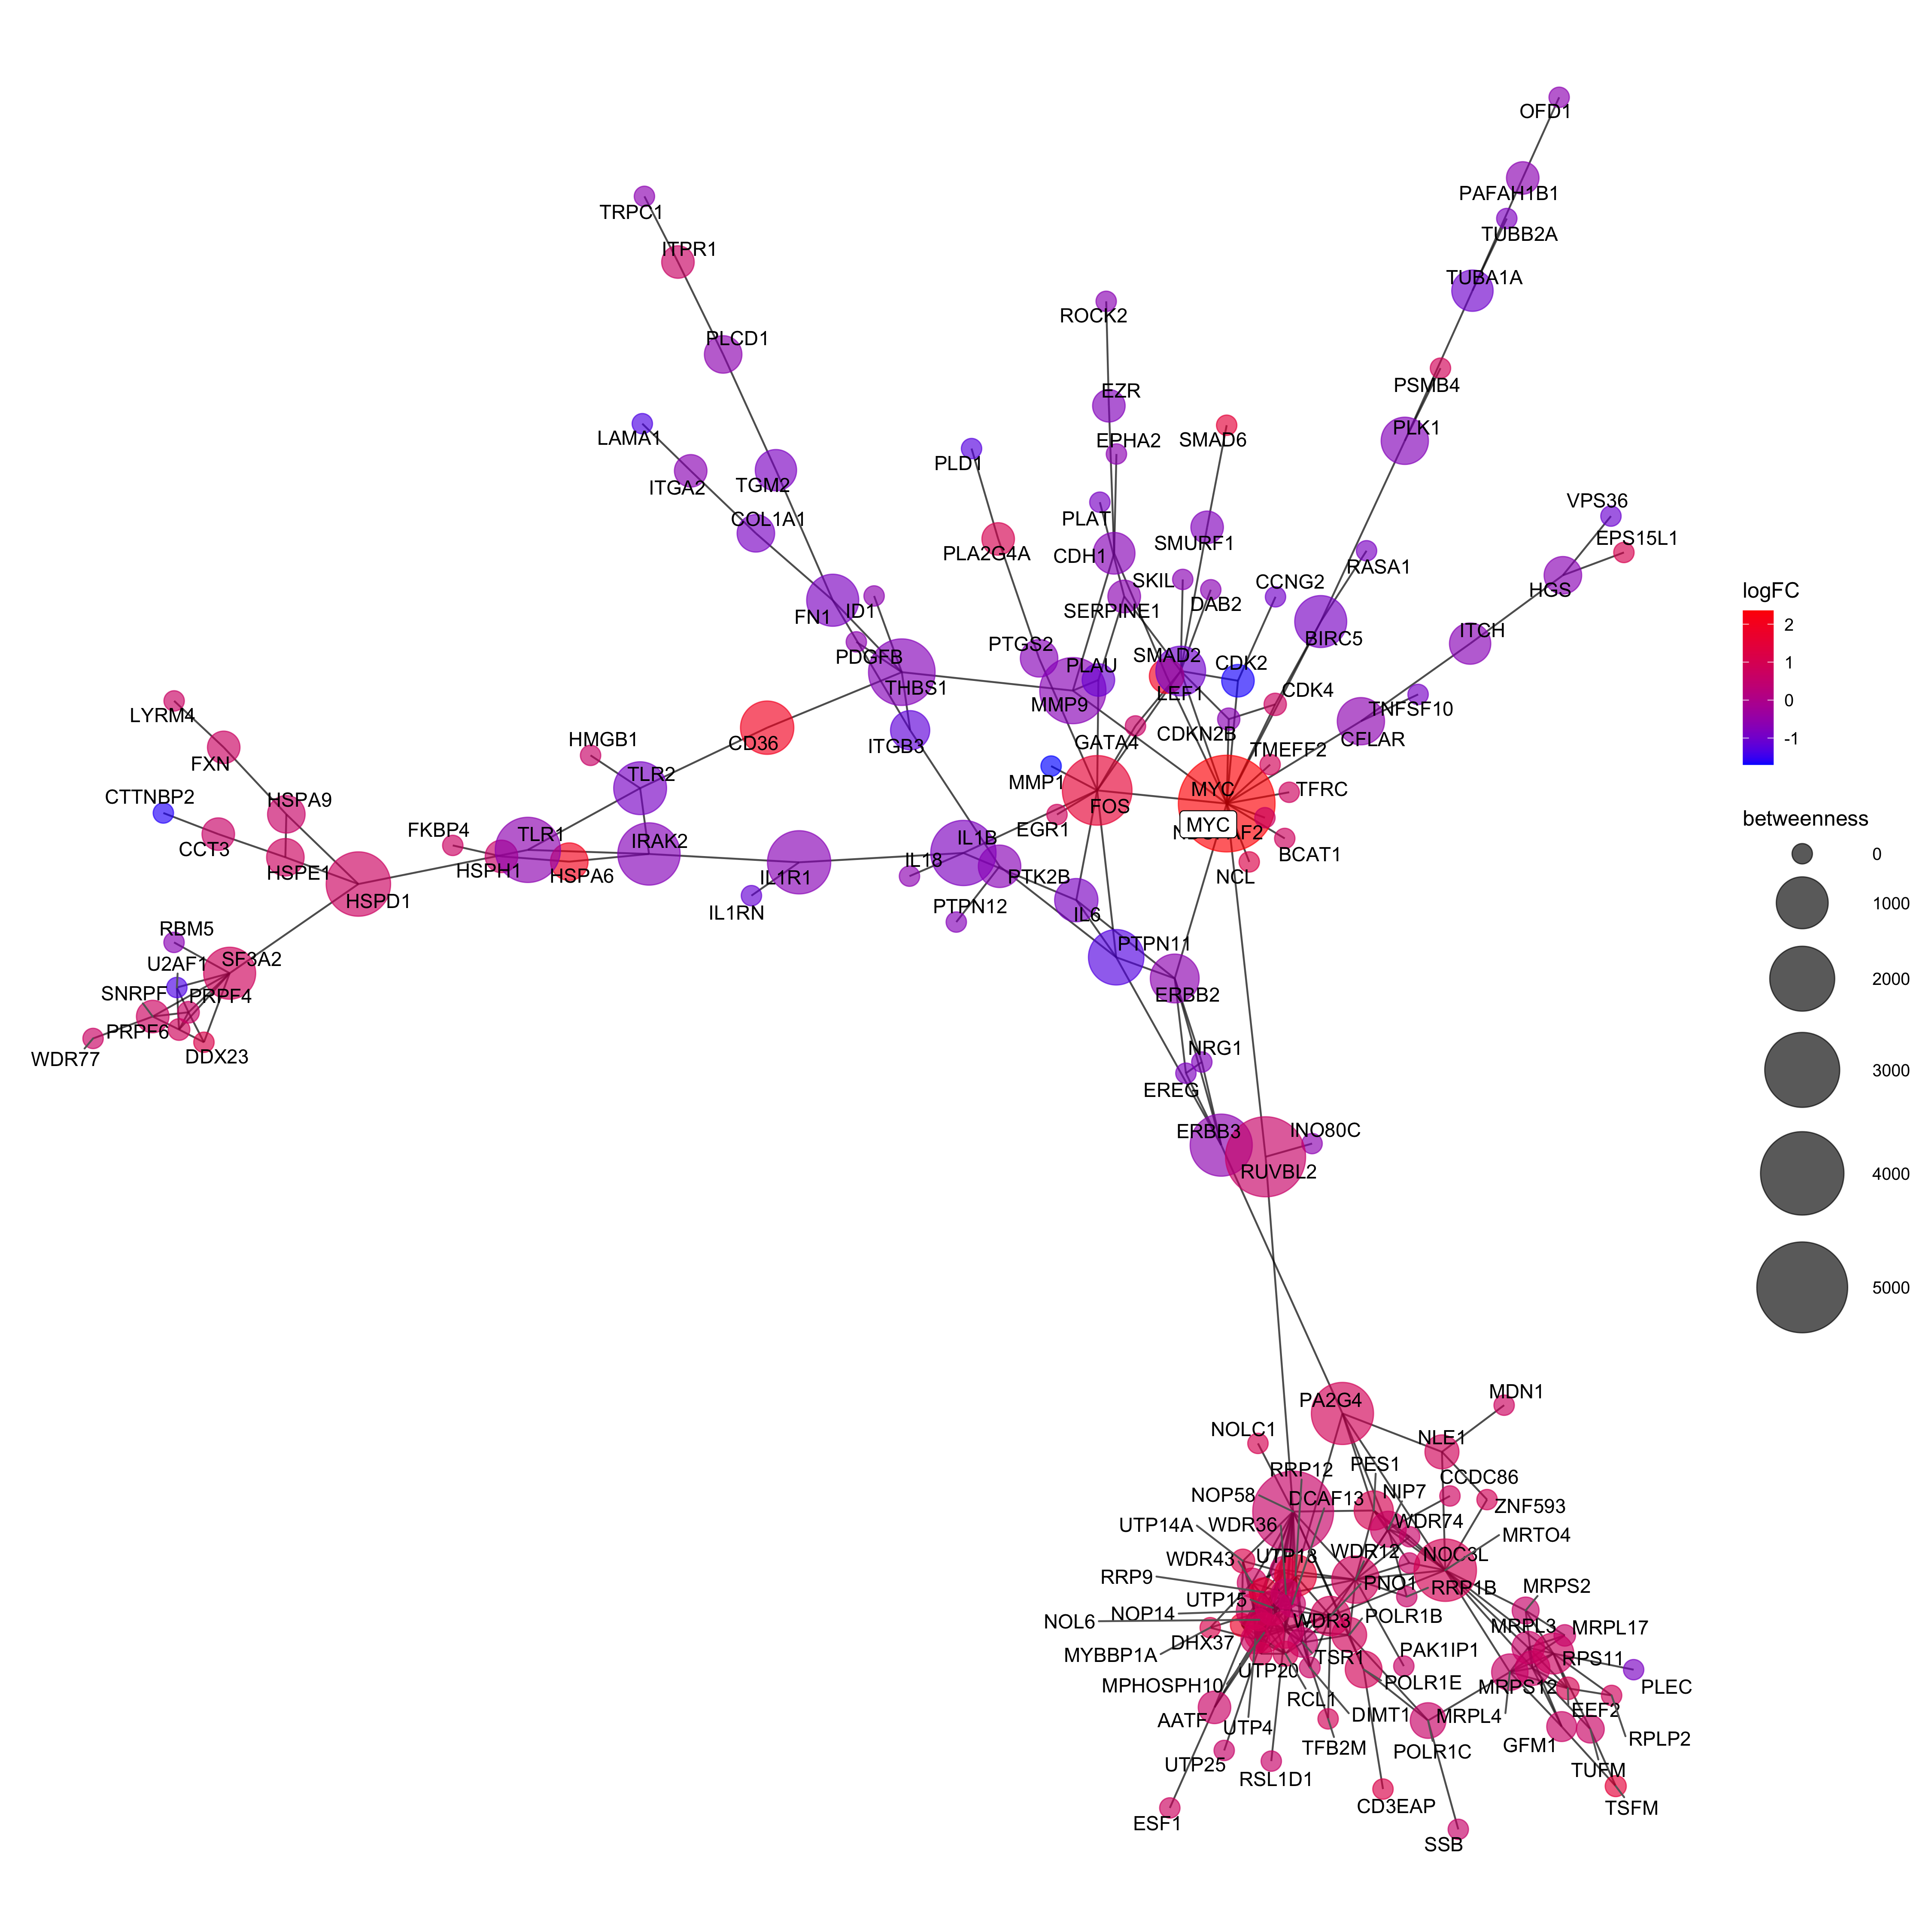 OFD1
PAFAH1B1
TUBB2A
TUBA1A
PSMB4
PLK1
TRPC1
ITPR1
PLCD1
ROCK2
EZR
EPHA2
SMAD6
LAMA1
ITGA2
TGM2
COL1A1
PLD1
PLA2G4A
PLAT
CDH1
SMURF1
VPS36
EPS15L1
RASA1
HGS
SKIL
CCNG2
DAB2
SERPINE1
FN1
ID1
BIRC5
ITCH
PTGS2
PDGFB
PLAU
SMAD2
CDK2
THBS1
MMP9
LEF1
CDK4
TNFSF10
LYRM4
HMGB1
CD36
ITGB3
GATA4
CDKN2B
CFLAR
TMEFF2
FXN
TLR2
MMP1
MYC
TFRC
CTTNBP2
HSPA9
FOS
MYC
FKBP4
TLR1
IRAK2
IL1B
EGR1
BCAT1
CCT3
HSPE1
HSPH1
HSPA6
IL1R1
IL18
PTK2B
NCL
HSPD1
IL1RN
PTPN12
IL6
RBM5
PTPN11
U2AF1
SF3A2
SNRPF
PRPF4
ERBB2
PRPF6
WDR77
DDX23
NRG1
EREG
ERBB3
INO80C
RUVBL2
PA2G4
MDN1
NOLC1
NLE1
RRP12
PES1
CCDC86
NOP58
DCAF13
NIP7
ZNF593
UTP14A
WDR36
WDR74
MRTO4
WDR43
UTP18
WDR12
NOC3L
RRP9
PNO1
RRP1B
MRPS2
UTP15
NOP14
NOL6
WDR3
POLR1B
MRPL3
MRPL17
DHX37
MYBBP1A
TSR1
PAK1IP1
RPS11
UTP20
POLR1E
MRPS12
PLEC
MPHOSPH10
RCL1
AATF
UTP4
DIMT1
MRPL4
EEF2
TFB2M
POLR1C
GFM1
RPLP2
UTP25
RSL1D1
TUFM
CD3EAP
TSFM
ESF1
SSB
logFC
2
1
0
-1
betweenness
0
1000
2000
3000
4000
5000